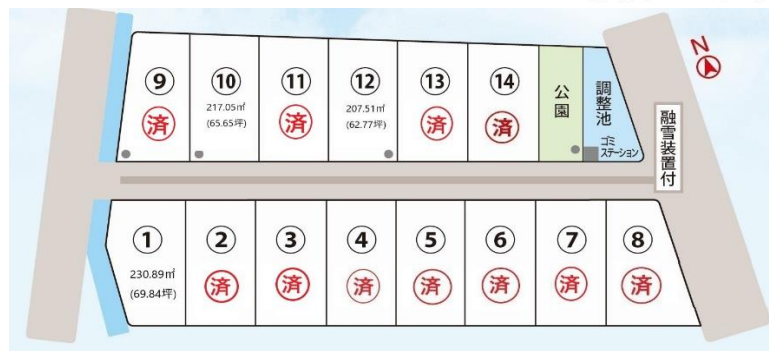 N
⑨
済
⑩
217.05㎡
(65.65坪)
⑪
済
⑫
207.51㎡
(62.77坪)
⑬
済
⑭
済
公園
調整池
ゴミ
ステーション
融雪装置付
①
230.89㎡
(69.84坪)
②
済
③
済
④
済
⑤
済
⑥
済
⑦
済
⑧
済